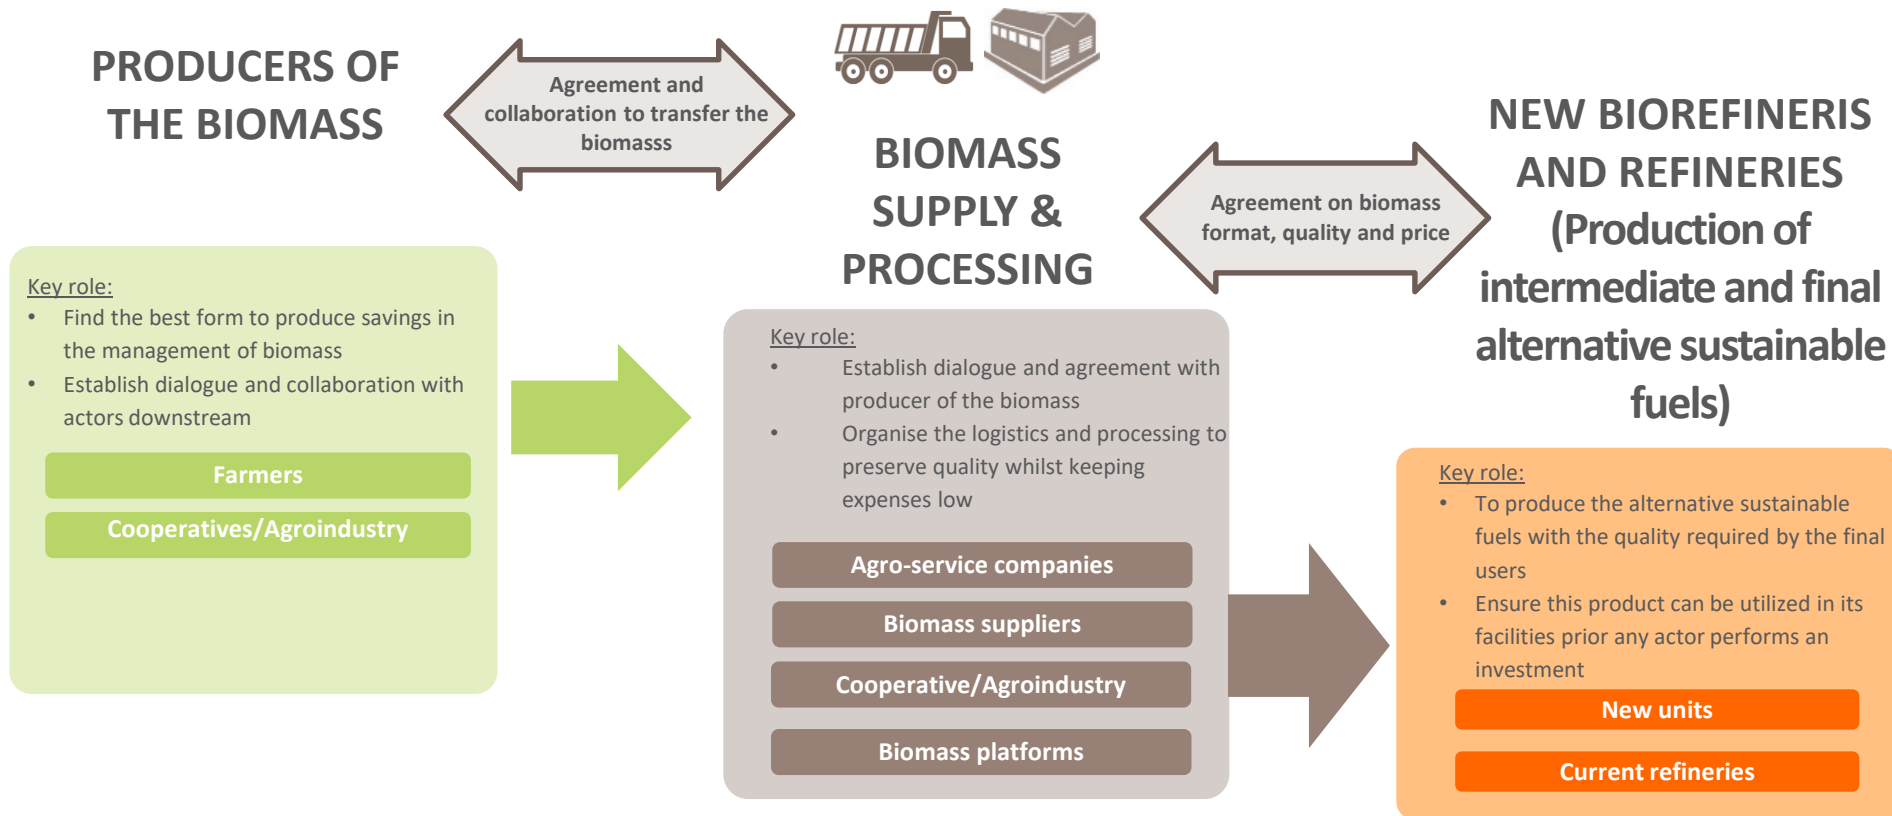 PRODUCERS OF
THE BIOMASS
Agreement and
collaboration to transfer the
biomasss
BIOMASS
SUPPLY &
PROCESSING
Agreement on biomass
format, quality and price
NEW BIOREFINERIS
AND REFINERIES
(Production of
intermediate and final
alternative sustainable
fuels)
Key role:
• Find the best form to produce savings in
the management of biomass
• Establish dialogue and collaboration with
actors downstream
Farmers
Cooperatives/Agroindustry
Key role:
• Establish dialogue and agreement with
producer of the biomass
• Organise the logistics and processing to
preserve quality whilst keeping
expenses low
Agro-service companies
Biomass suppliers
Cooperative/Agroindustry
Biomass platforms
Key role:
• To produce the alternative sustainable
fuels with the quality required by the final
users
• Ensure this product can be utilized in its
facilities prior any actor performs an
investment
New units
Current refineries